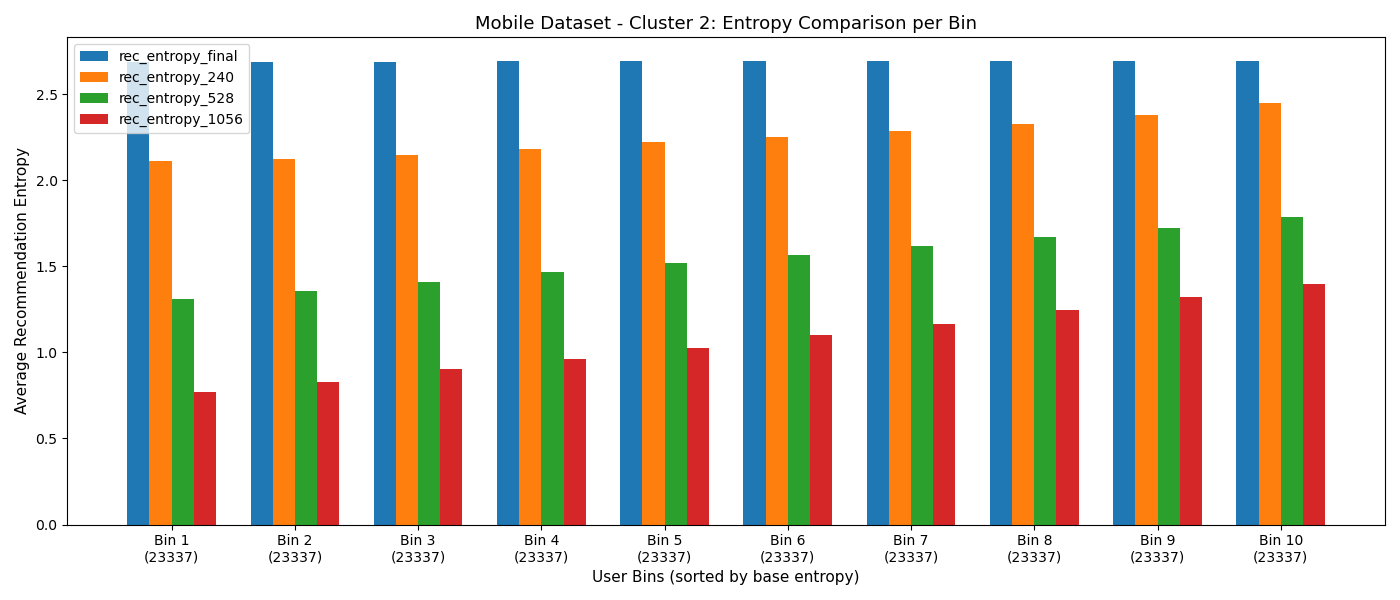 Mobile Dataset - Cluster 2: Entropy Comparison per Bin
rec_entropy_final
rec_entropy_240
rec_entropy_528
rec_entropy_1056
Average Recommendation Entropy
2.5
2.0
1.5
1.0
0.5
0.0
Bin 1 Bin 2 Bin 3 Bin 4 Bin 5 Bin 6 Bin 7 Bin 8 Bin 9 Bin 10
(23337) (23337) (23337) (23337) (23337) (23337) (23337) (23337) (23337) (23337)
User Bins (sorted by base entropy)